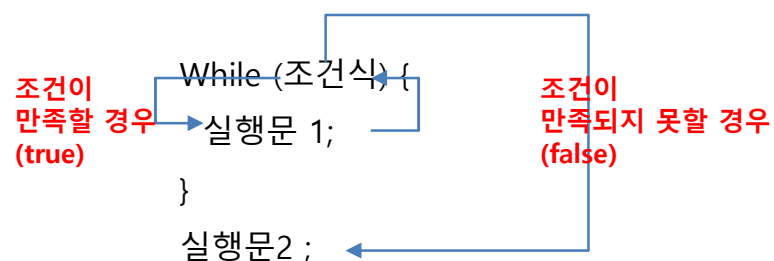 While (조건식) {
조건이
만족할 경우
(true)
실행문 1;
조건이
만족되지 못할 경우
(false)
}
실행문2 ;